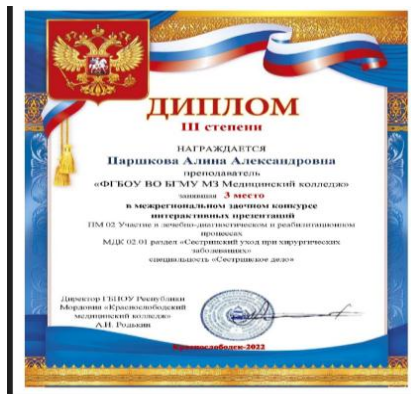 ДИПЛОМ
III степени
НАГРАЖДАЕТСЯ
Паршкова Алина Александровна
преподаватель
«ФГБОУ ВО БГМУ МЗ Медицинский колледж»
занявшая 3 место
в межрегиональном заочном конкурсе
интерактивных презентаций
ПМ 02 Участие в лечебно-диагностическом и реабилитационном
процессах
МДК 02.01 раздел «Сестринский уход при хирургических
заболеваниях»
специальность «Сестринское дело»
Директор ГБПОУ Республики
Мордовия «Краснослободский
медицинский колледж»
А.И. Родькин
Краснослободск-2022